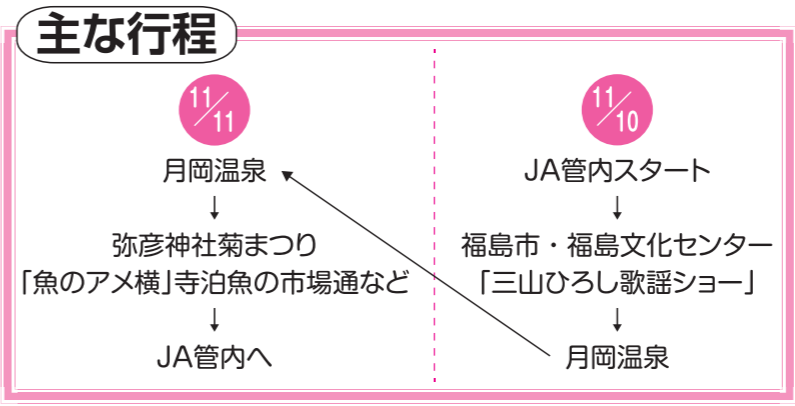 主な行程
11/10
JA管内スタート
↓
福島市・福島文化センター
「三山ひろし歌謡ショー」
↓
月岡温泉
11/11
月岡温泉
↓
弥彦神社菊まつり
「魚のアメ横」寺泊魚の市場通など
↓
JA管内へ